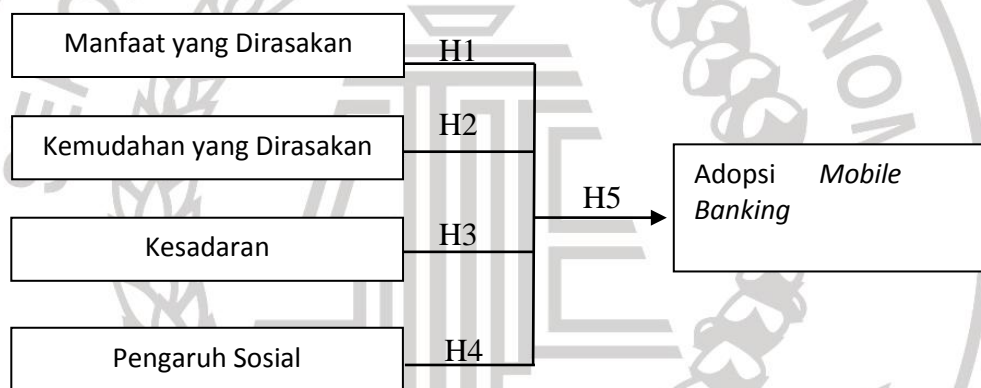 Manfaat yang Dirasakan
H1
Kemudahan yang Dirasakan
H2
Kesadaran
H3
Pengaruh Sosial
H4
H5
Adopsi Mobile
Banking